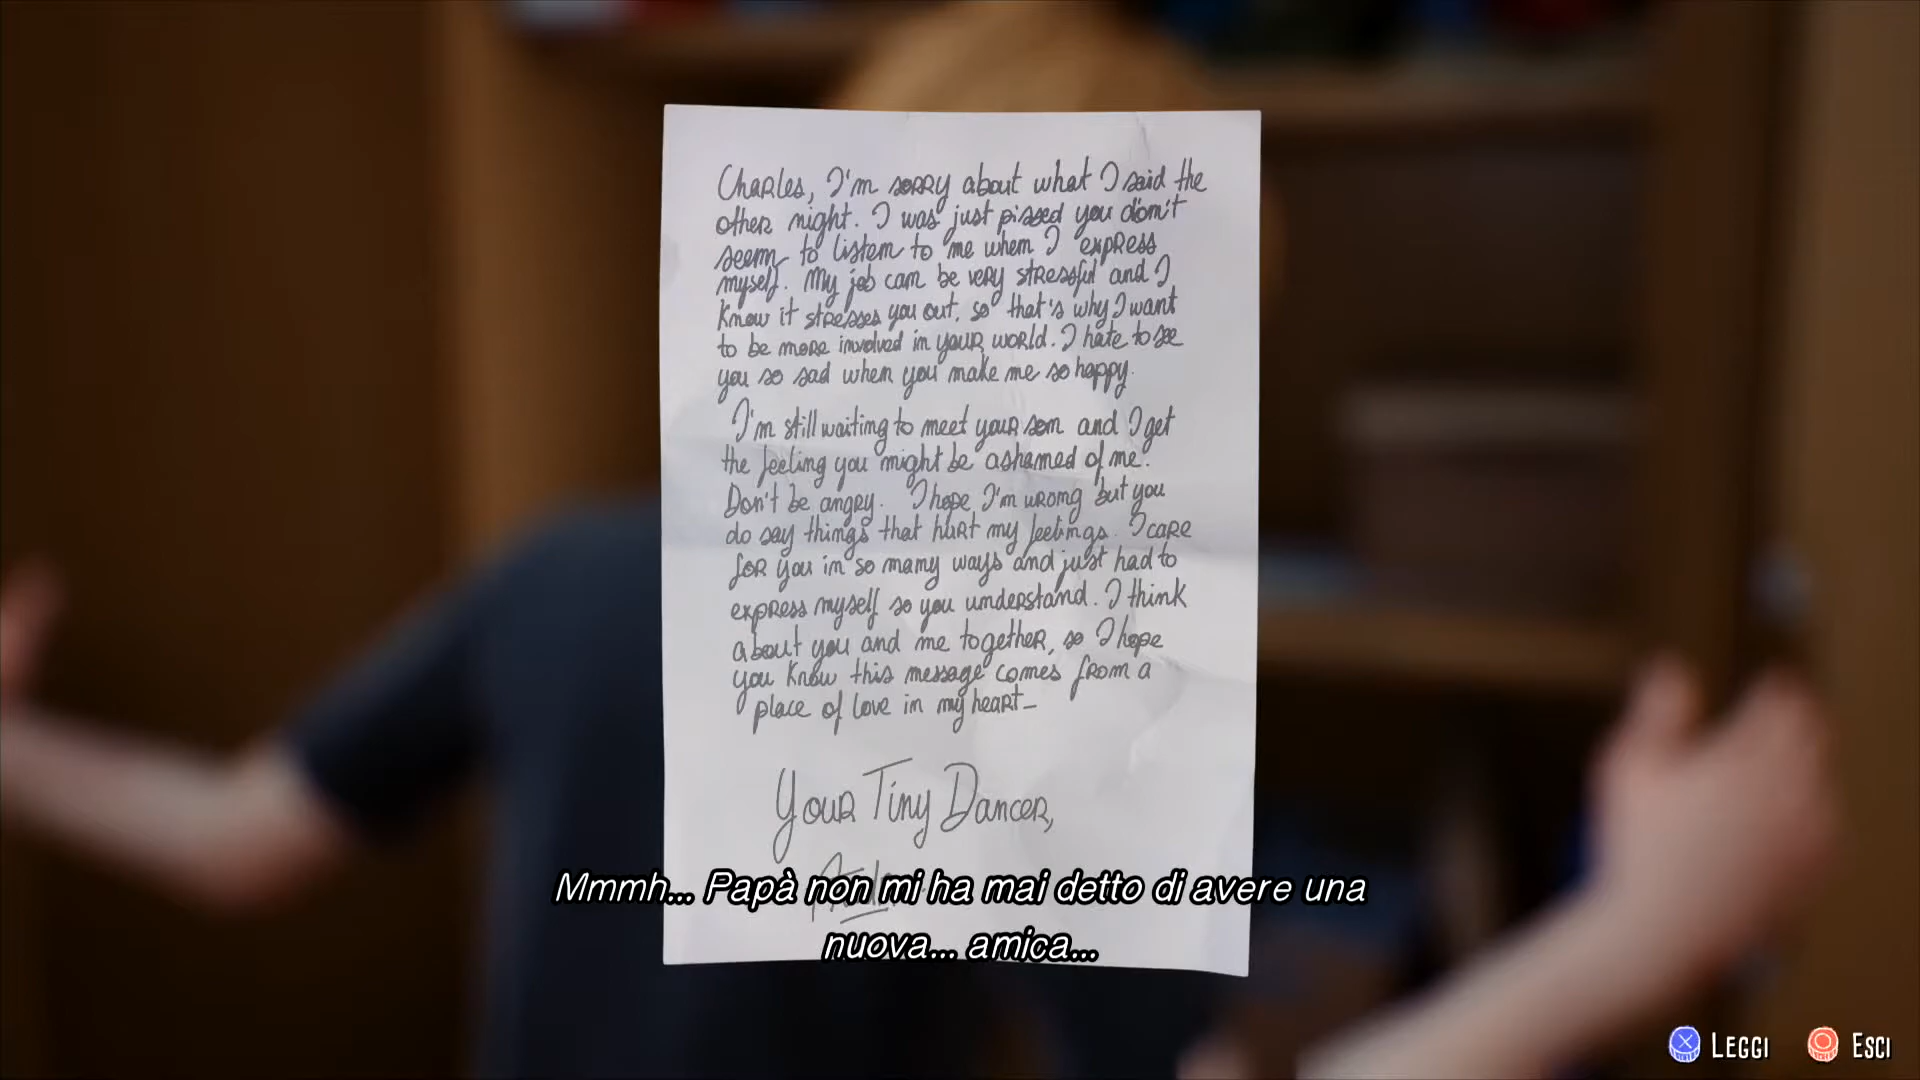 Charles, I'm sorry about what I said the
other night. I was just pissed you don't
seem to listen to me when I express
myself. My job can be very stressful and I
know it stresses you out, so that's why I want
to be more involved in your world. I hate to see
you so sad when you make me so happy.
I'm still waiting to meet your son and I get
the feeling you might be ashamed of me.
Don't be angry. I hope I'm wrong but you
do say things that hurt my feelings. I care
for you in so many ways and just had to
express myself so you understand. I think
about you and me together, so I hope
you know this message comes from a
place of love in my heart_
Your Tiny Dancer,
Mmmh... Papà non mi ha mai detto di avere una
nuova... amica...
Leggi Esci